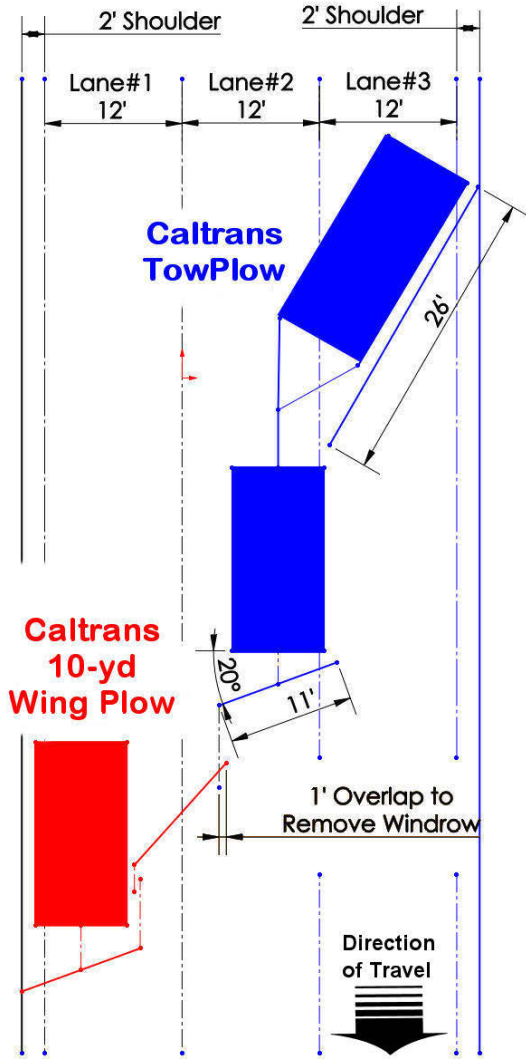 2' Shoulder
2' Shoulder
Lane#1
12'
Lane#2
12'
Lane#3
12'
Caltrans
TowPlow
26'
Caltrans
10-yd
Wing Plow
20°
11'
1' Overlap to
Remove Windrow
Direction
of Travel